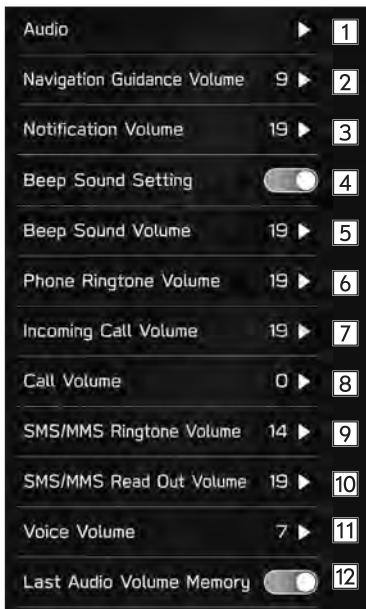 Audio 1
Navigation Guidance Volume 9 2
Notification Volume 19 3
Beep Sound Setting 4
Beep Sound Volume 19 5
Phone Ringtone Volume 19 6
Incoming Call Volume 19 7
Call Volume 0 8
SMS/MMS Ringtone Volume 14 9
SMS/MMS Read Out Volume 19 10
Voice Volume 7 11
Last Audio Volume Memory 12